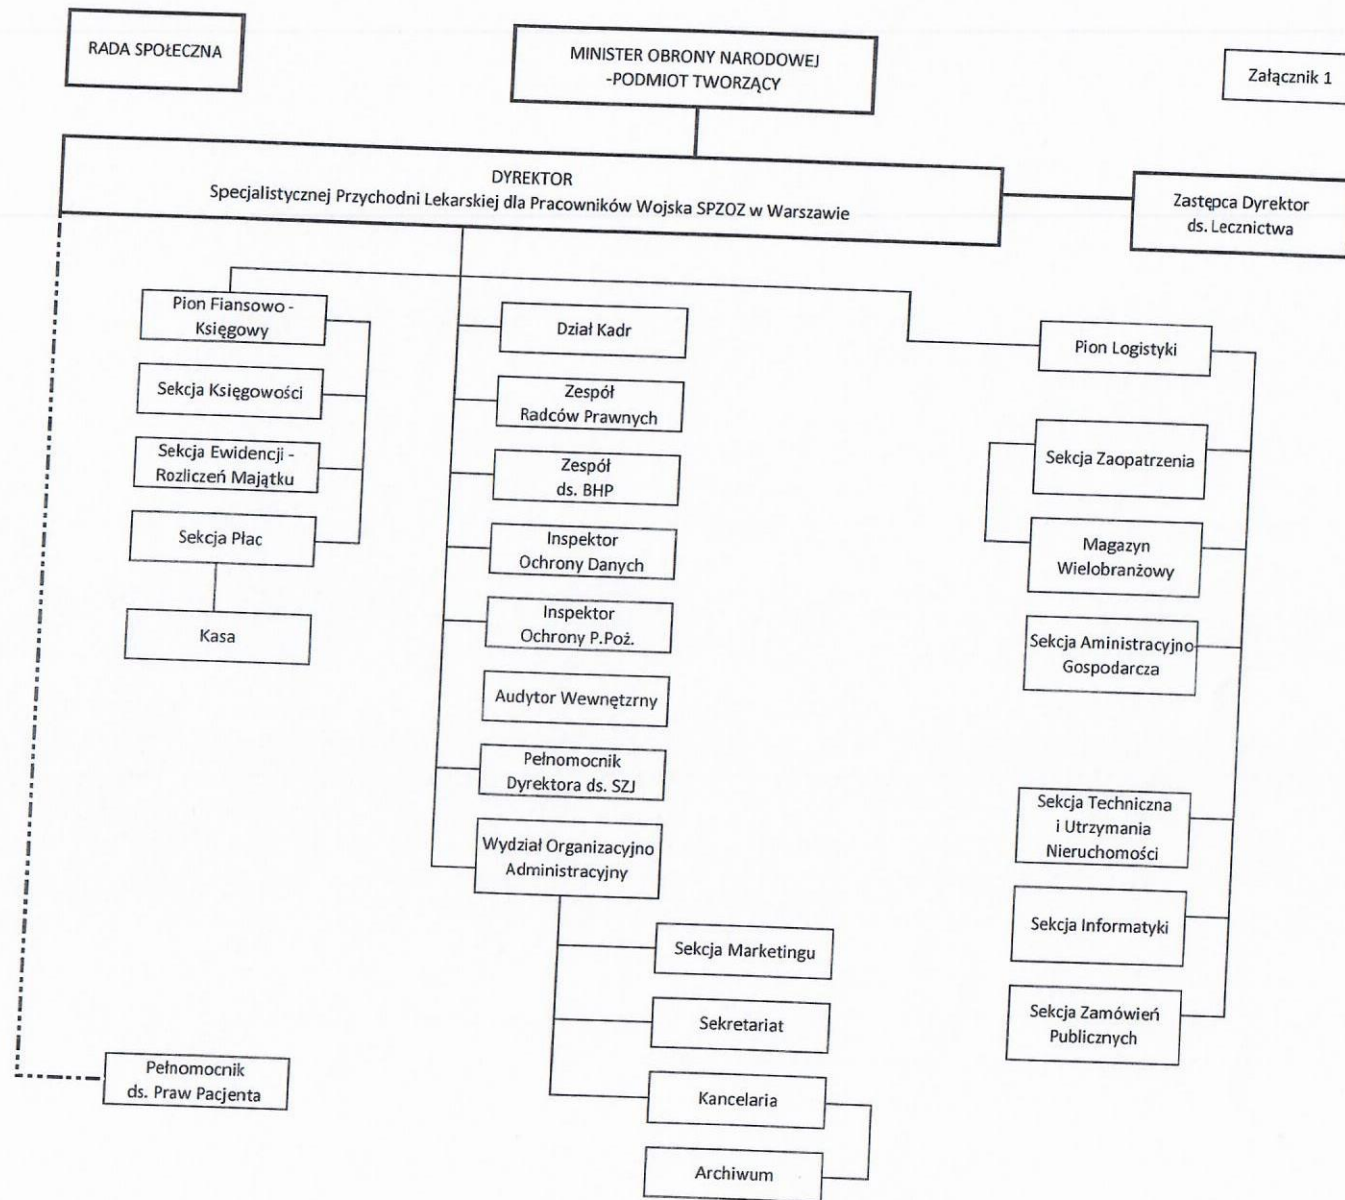 RADA SPOŁECZNA
MINISTER OBRONY NARODOWEJ
-PODMIOT TWORZĄCY
Załącznik 1
DYREKTOR
Specjalistycznej Przychodni Lekarskiej dla Pracowników Wojska SPZOZ w Warszawie
Zastępca Dyrektor
ds. Lecznictwa
Pion Fiansowo -
Księgowy
Sekcja Księgowości
Sekcja Ewidencji -
Rozliczeń Majątku
Sekcja Płac
Kasa
Dział Kadr
Zespół
Radców Prawnych
Zespół
ds. BHP
Inspektor
Ochrony Danych
Inspektor
Ochrony P.Poż.
Audytor Wewnętzrny
Pełnomocnik
Dyrektora ds. SZJ
Wydział Organizacyjno
Administracyjny
Sekcja Marketingu
Sekretariat
Kancelaria
Archiwum
Pion Logistyki
Sekcja Zaopatrzenia
Magazyn
Wielobranżowy
Sekcja Aministracyjno
Gospodarcza
Sekcja Techniczna
i Utrzymania
Nieruchomości
Sekcja Informatyki
Sekcja Zamówień
Publicznych
Pełnomocnik
ds. Praw Pacjenta